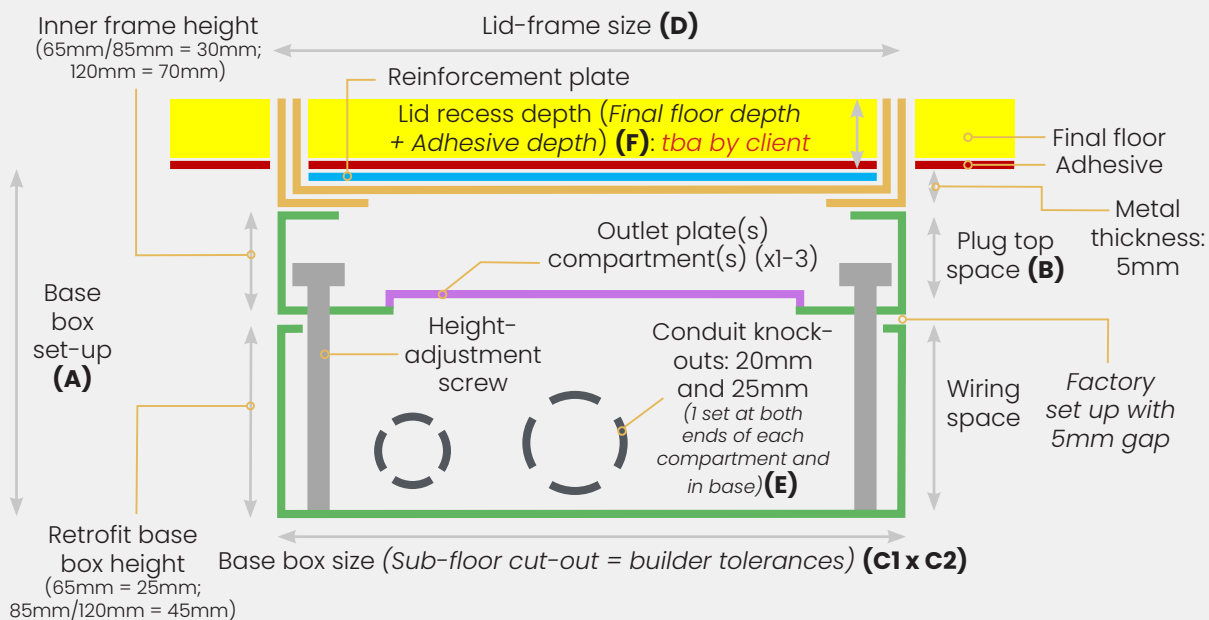 Inner frame height
(65mm/85mm = 30mm;
120mm = 70mm)
Lid-frame size (D)
Reinforcement plate
Lid recess depth (Final floor depth
+ Adhesive depth) (F): tba by client
Final floor
Adhesive
Metal
thickness:
5mm
Outlet plate(s)
compartment(s) (x1-3)
Plug top
space (B)
Base
box
set-up
(A)
Height-
adjustment
screw
Conduit knock-
outs: 20mm
and 25mm
(1 set at both
ends of each
compartment and
in base) (E)
Wiring
space
Factory
set up with
5mm gap
Retrofit base
box height
(65mm = 25mm;
85mm/120mm = 45mm)
Base box size (Sub-floor cut-out = builder tolerances) (C1 x C2)